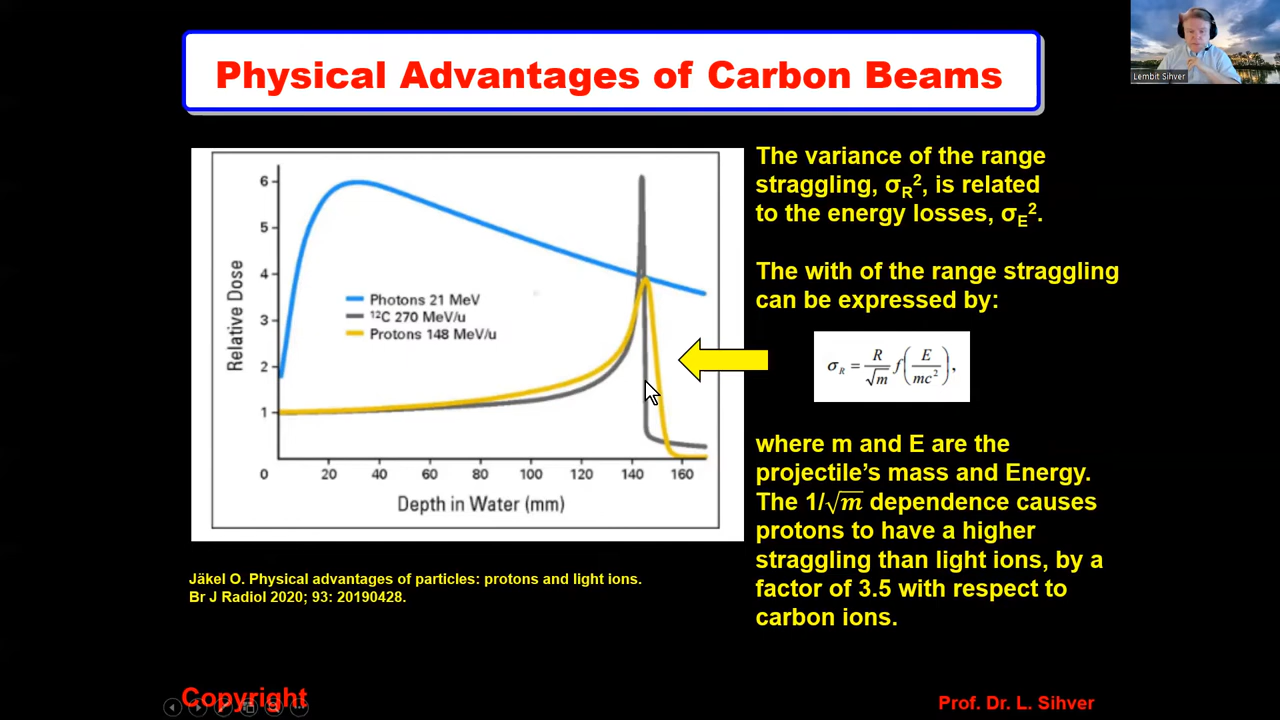 Physical Advantages of Carbon Beams
Lembit Sihver
Relative Dose
6
5
4
3
2
1
Photons 21 MeV
¹²C 270 MeV/u
Protons 148 MeV/u
0 20 40 60 80 100 120 140 160
Depth in Water (mm)
Jäkel O. Physical advantages of particles: protons and light ions.
Br J Radiol 2020; 93: 20190428.
The variance of the range
straggling, σ_R², is related
to the energy losses, σ_E².
The with of the range straggling
can be expressed by:
σ_R = R/√m f(E/mc²),
where m and E are the
projectile's mass and Energy.
The 1/√m dependence causes
protons to have a higher
straggling than light ions, by a
factor of 3.5 with respect to
carbon ions.
Copyright
Prof. Dr. L. Sihver